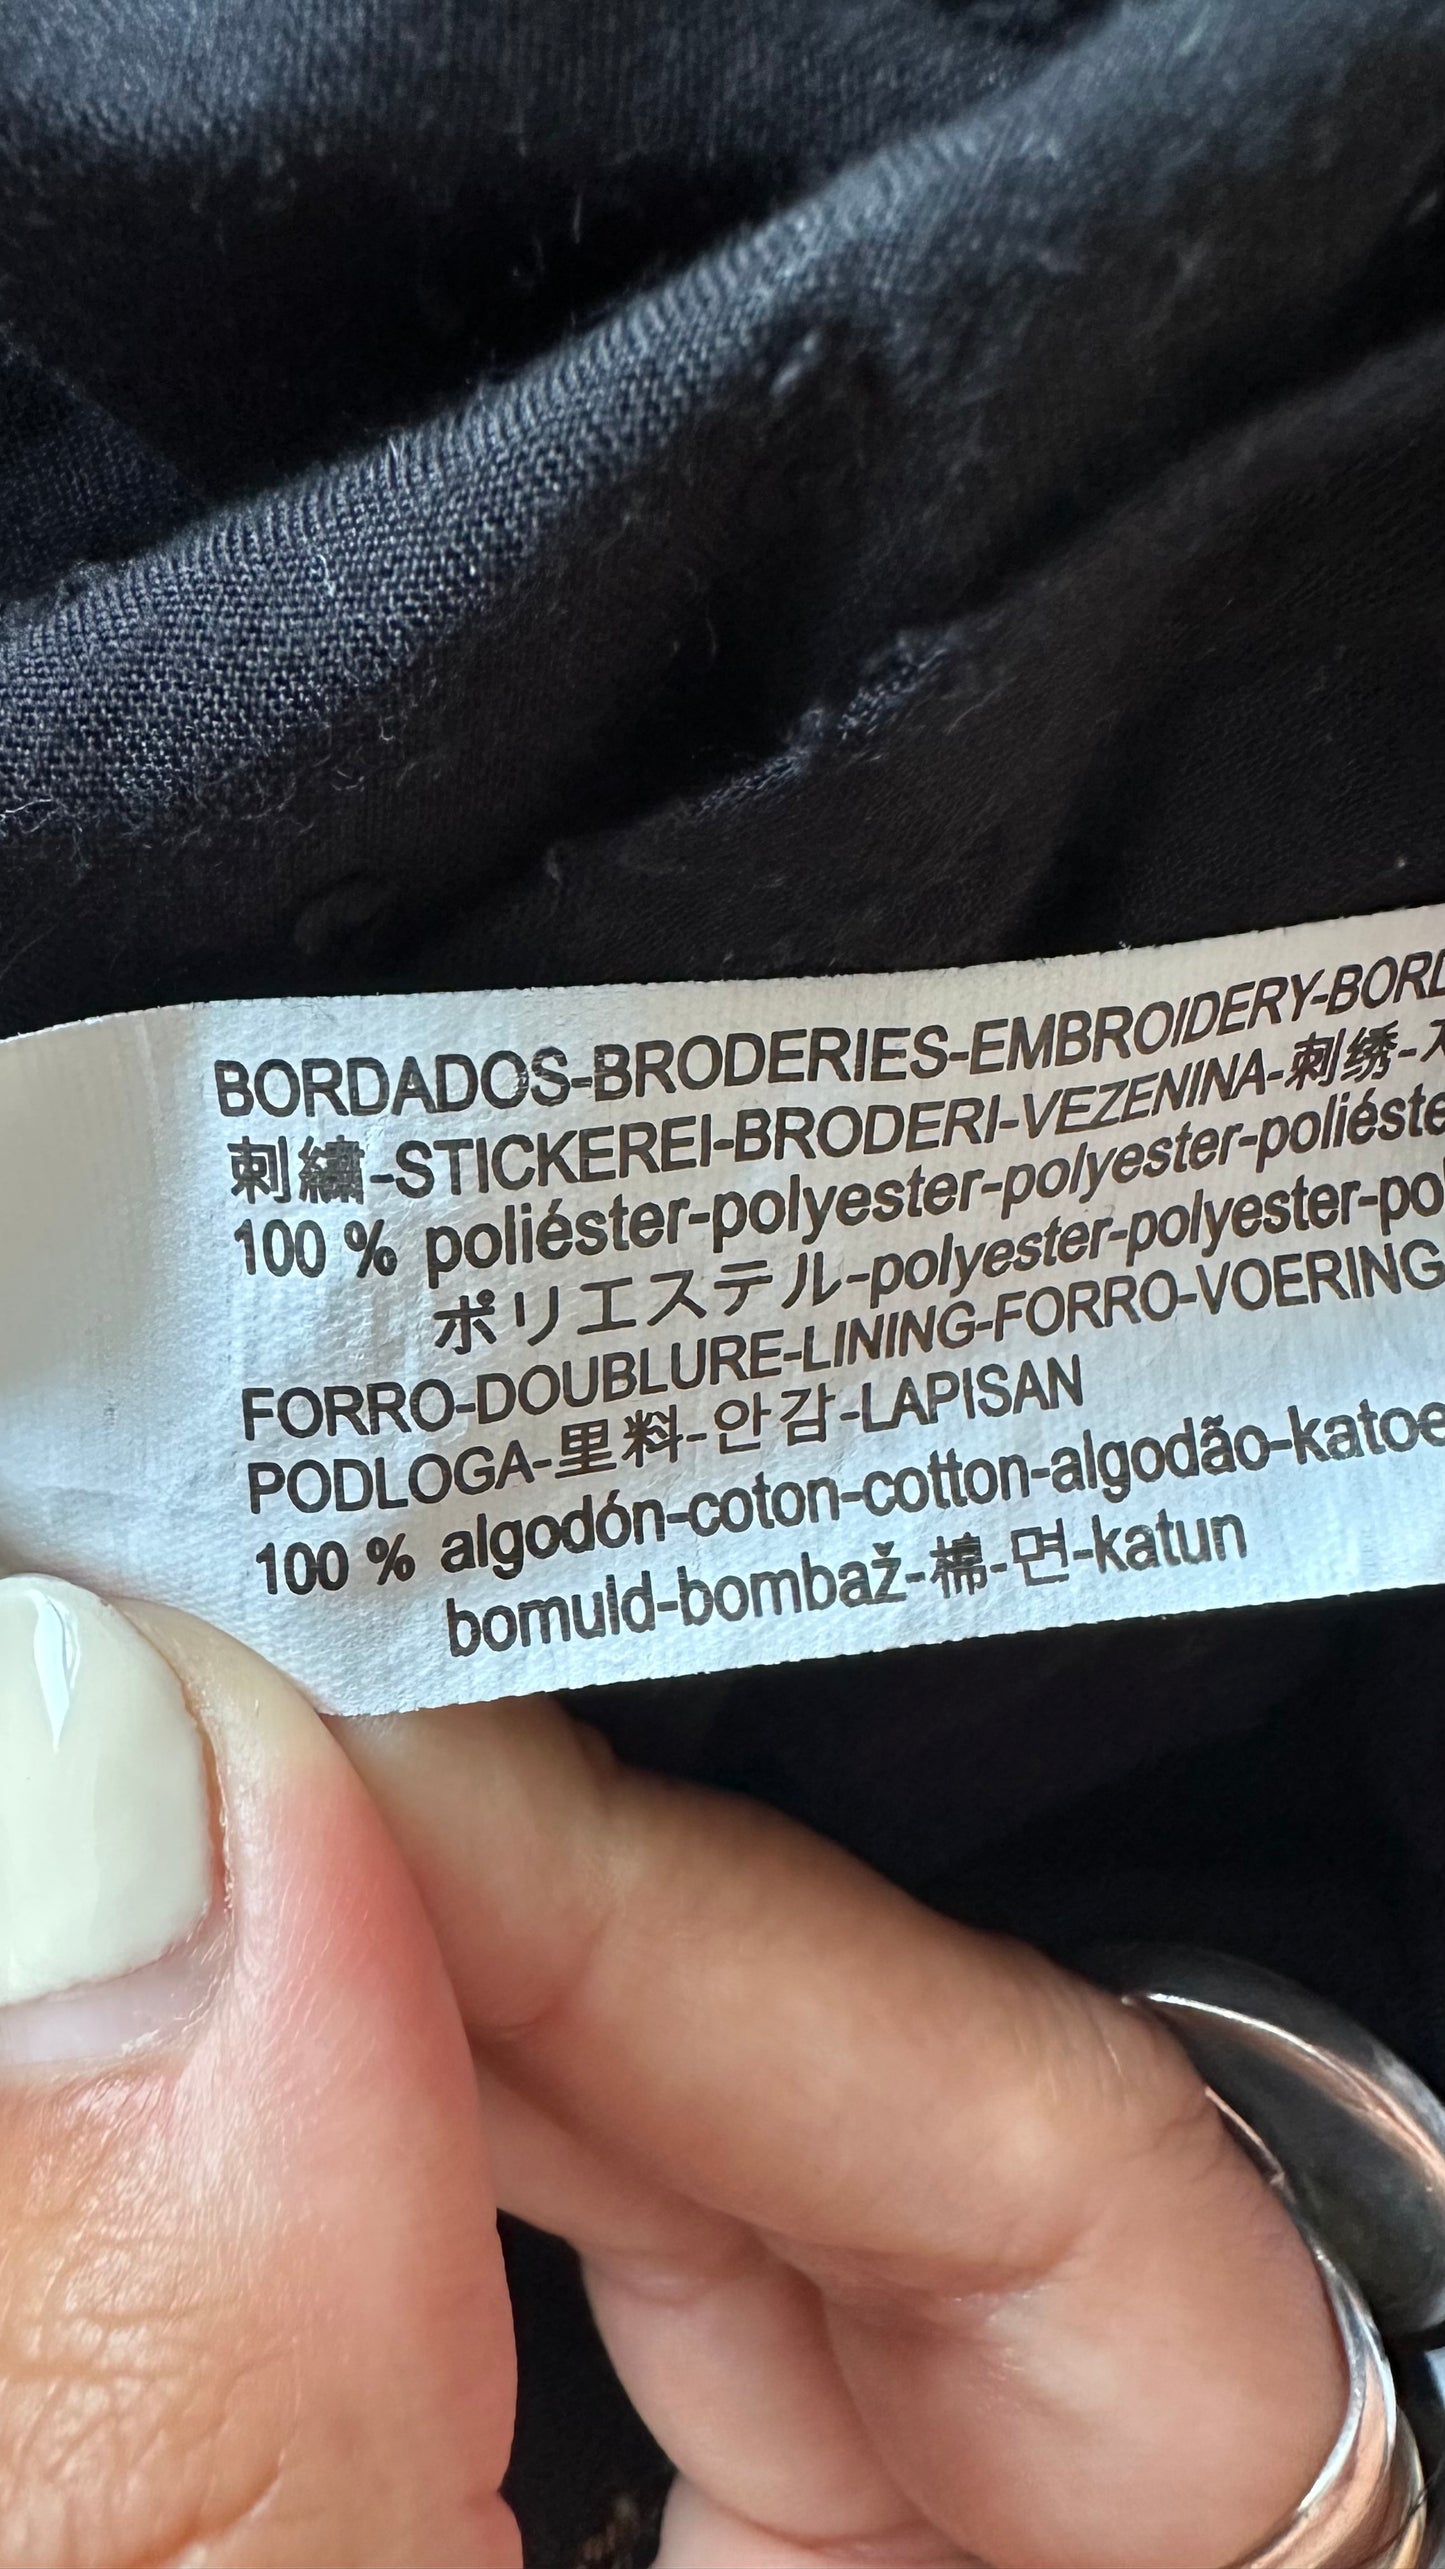 BORDADOS-BRODERIES-EMBROIDERY-BORD
刺繍-STICKEREI-BRODERI-VEZENINA-刺绣-
100 % poliéster-polyester-polyester-poliéste
ポリエステル-polyester-polyester-po
FORRO-DOUBLURE-LINING-FORRO-VOERING-
PODLOGA-里料-안감-LAPISAN
100 % algodón-coton-cotton-algodão-katoe
bomuld-bombaž-棉-면-katun